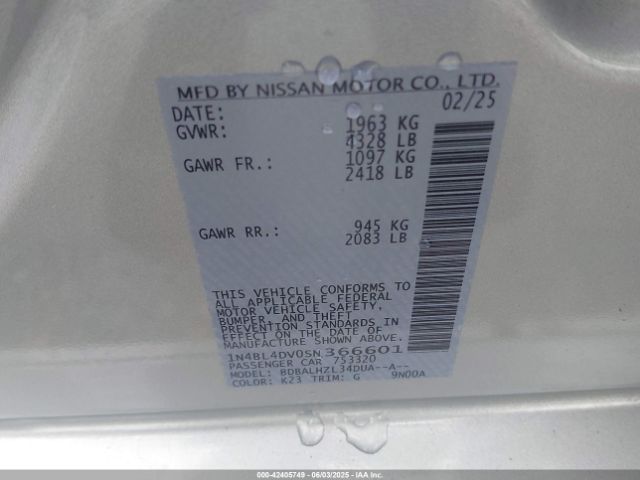 MFD BY NISSAN MOTOR CO., LTD.
DATE: 02/25
GVWR: 1963 KG
4328 LB
GAWR FR.: 1097 KG
2418 LB
GAWR RR.: 945 KG
2083 LB
THIS VEHICLE CONFORMS TO
ALL APPLICABLE FEDERAL
MOTOR VEHICLE SAFETY,
BUMPER, AND THEFT
PREVENTION STANDARDS IN
EFFECT ON THE DATE OF
MANUFACTURE SHOWN ABOVE.
1N4BL4DV0SN366601
PASSENGER CAR 753320
MODEL: BDBALHZL34DUA--A--
COLOR: K23 TRIM: G 9N00A
000-42405749 - 06/03/2025 - IAAI.COM